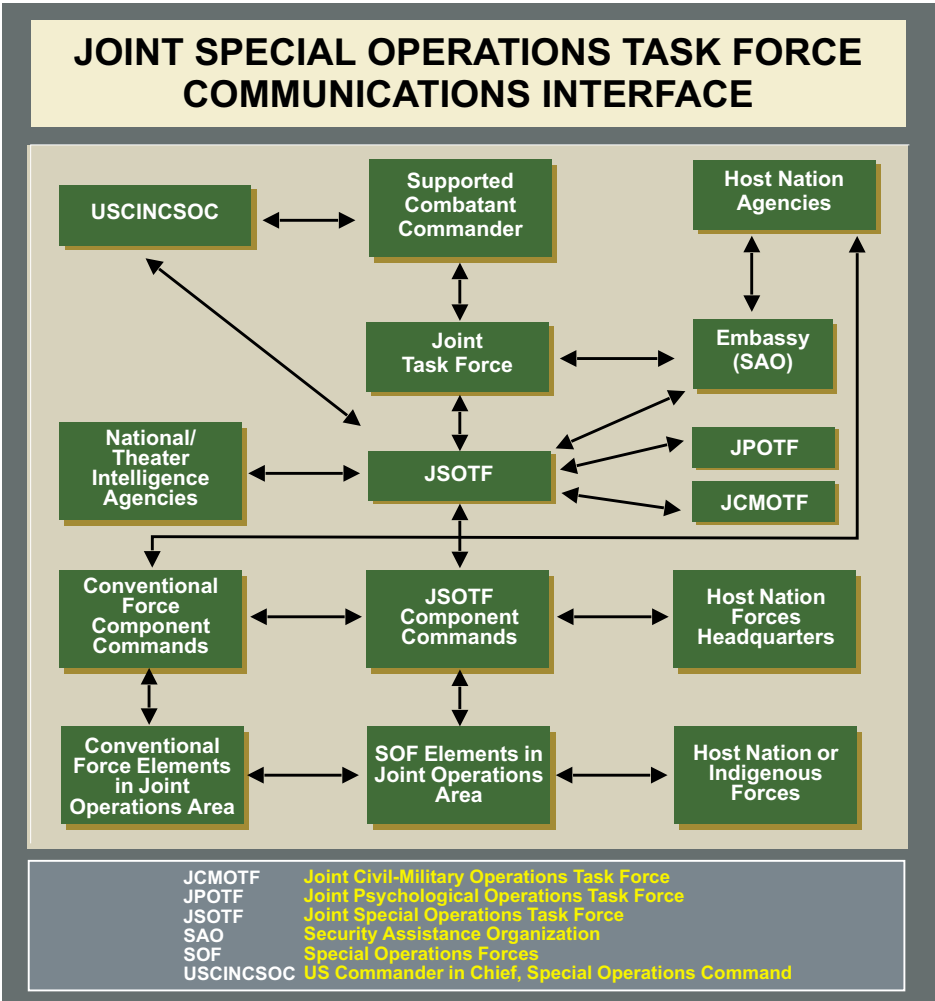 JOINT SPECIAL OPERATIONS TASK FORCE
COMMUNICATIONS INTERFACE
USCINCSOC
Supported
Combatant
Commander
Host Nation
Agencies
Joint
Task Force
Embassy
(SAO)
National/
Theater
Intelligence
Agencies
JSOTF
JPOTF
JCMOTF
Conventional
Force
Component
Commands
JSOTF
Component
Commands
Host Nation
Forces
Headquarters
Conventional
Force Elements
in Joint
Operations Area
SOF Elements in
Joint Operations
Area
Host Nation or
Indigenous
Forces
JCMOTF Joint Civil-Military Operations Task Force
JPOTF Joint Psychological Operations Task Force
JSOTF Joint Special Operations Task Force
SAO Security Assistance Organization
SOF Special Operations Forces
USCINCSOC US Commander in Chief, Special Operations Command